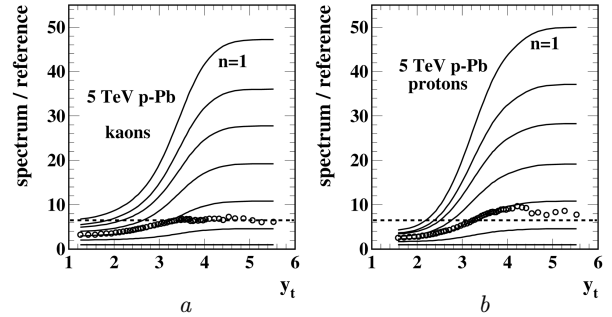 spectrum / reference
50
40
30
20
10
0
n=1
5 TeV p-Pb
kaons
1
2
3
4
5
6
y_t
a
spectrum / reference
50
40
30
20
10
0
n=1
5 TeV p-Pb
protons
1
2
3
4
5
6
y_t
b